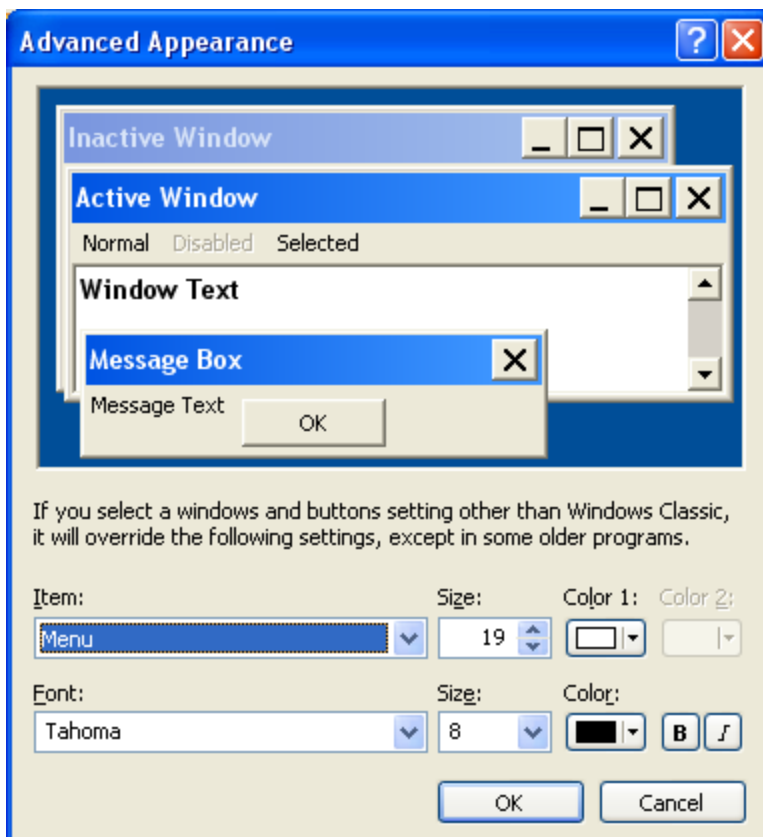 Advanced Appearance
Inactive Window
Active Window
Normal Disabled Selected
Window Text
Message Box
Message Text
OK
If you select a windows and buttons setting other than Windows Classic,
it will override the following settings, except in some older programs.
Item: Size: Color 1: Color 2:
Menu 19
Font: Size: Color:
Tahoma 8 B I
OK Cancel